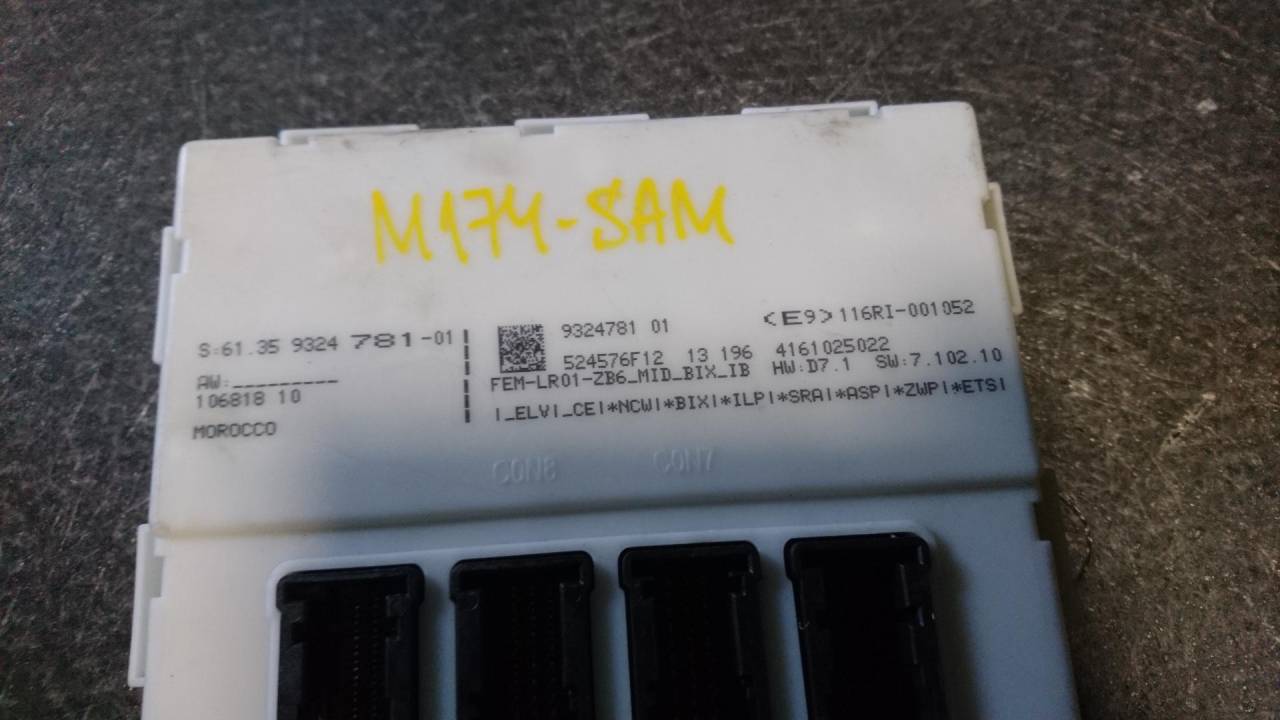 M174-SAM
S:61.35 9324 781-01
AW:_________
106818 10
MOROCCO
9324781 01
<E9>116RI-001052
524576F12 13 196 4161025022
FEM-LR01-ZB6_MID_BIX_IB HW:D7.1 SW:7.102.10
|_ELV|_CE|*NCW|*BIX|*ILP|*SRA|*ASP|*ZWP|*ETS|
CON8 CON7